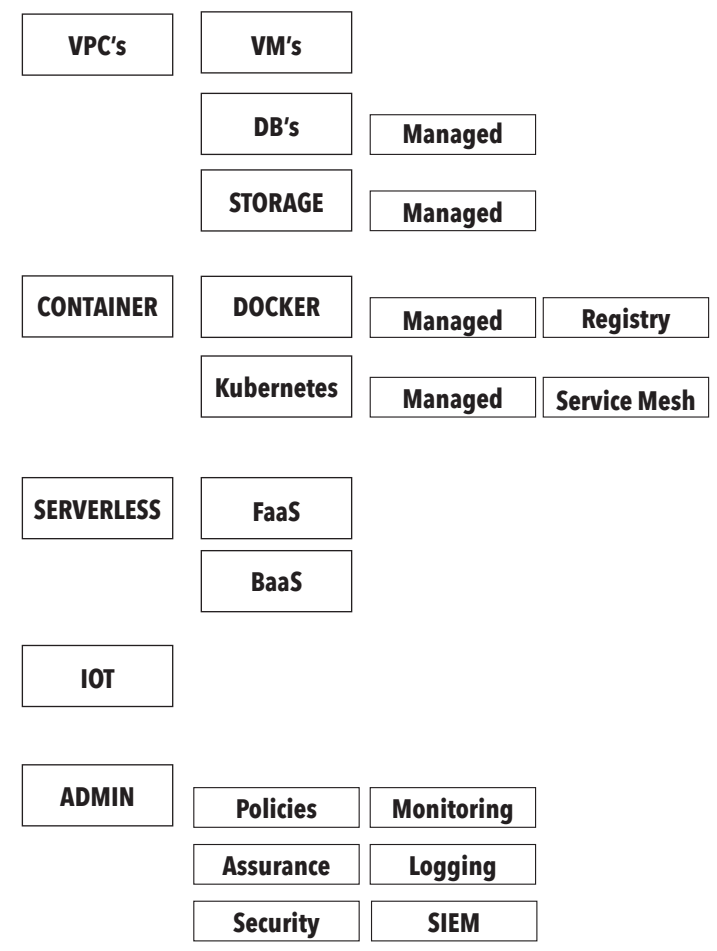 VPC's
VM's
DB's
Managed
STORAGE
Managed
CONTAINER
DOCKER
Managed
Registry
Kubernetes
Managed
Service Mesh
SERVERLESS
FaaS
BaaS
IOT
ADMIN
Policies
Monitoring
Assurance
Logging
Security
SIEM